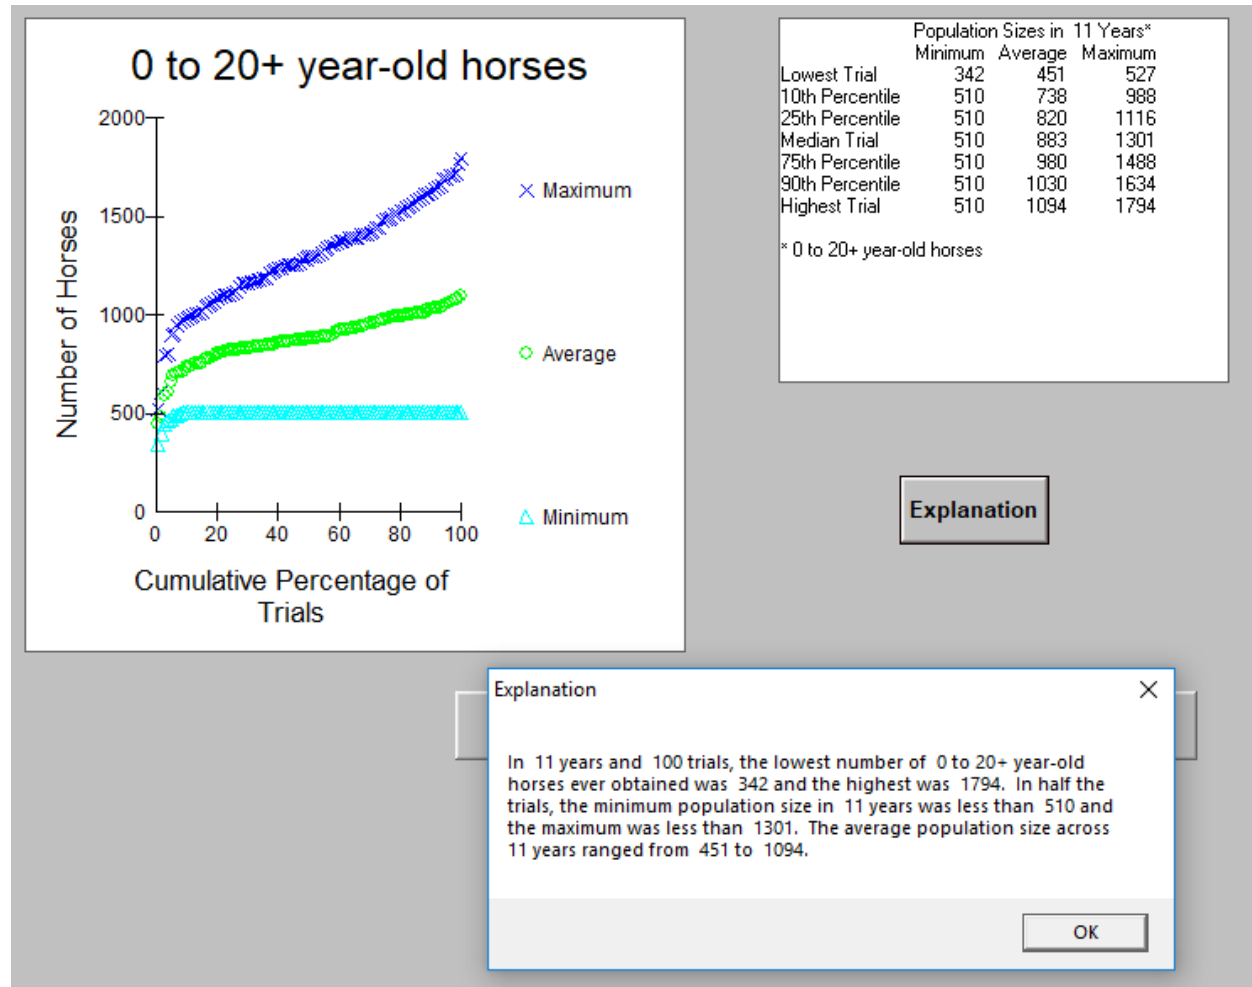 0 to 20+ year-old horses
2000
1500
1000
500
0
Number of Horses
0 20 40 60 80 100
Cumulative Percentage of
Trials
Maximum
Average
Minimum
Population Sizes in 11 Years*
Minimum Average Maximum
Lowest Trial 342 451 527
10th Percentile 510 738 988
25th Percentile 510 820 1116
Median Trial 510 883 1301
75th Percentile 510 980 1488
90th Percentile 510 1030 1634
Highest Trial 510 1094 1794
* 0 to 20+ year-old horses
Explanation
Explanation
In 11 years and 100 trials, the lowest number of 0 to 20+ year-old
horses ever obtained was 342 and the highest was 1794. In half the
trials, the minimum population size in 11 years was less than 510 and
the maximum was less than 1301. The average population size across
11 years ranged from 451 to 1094.
OK